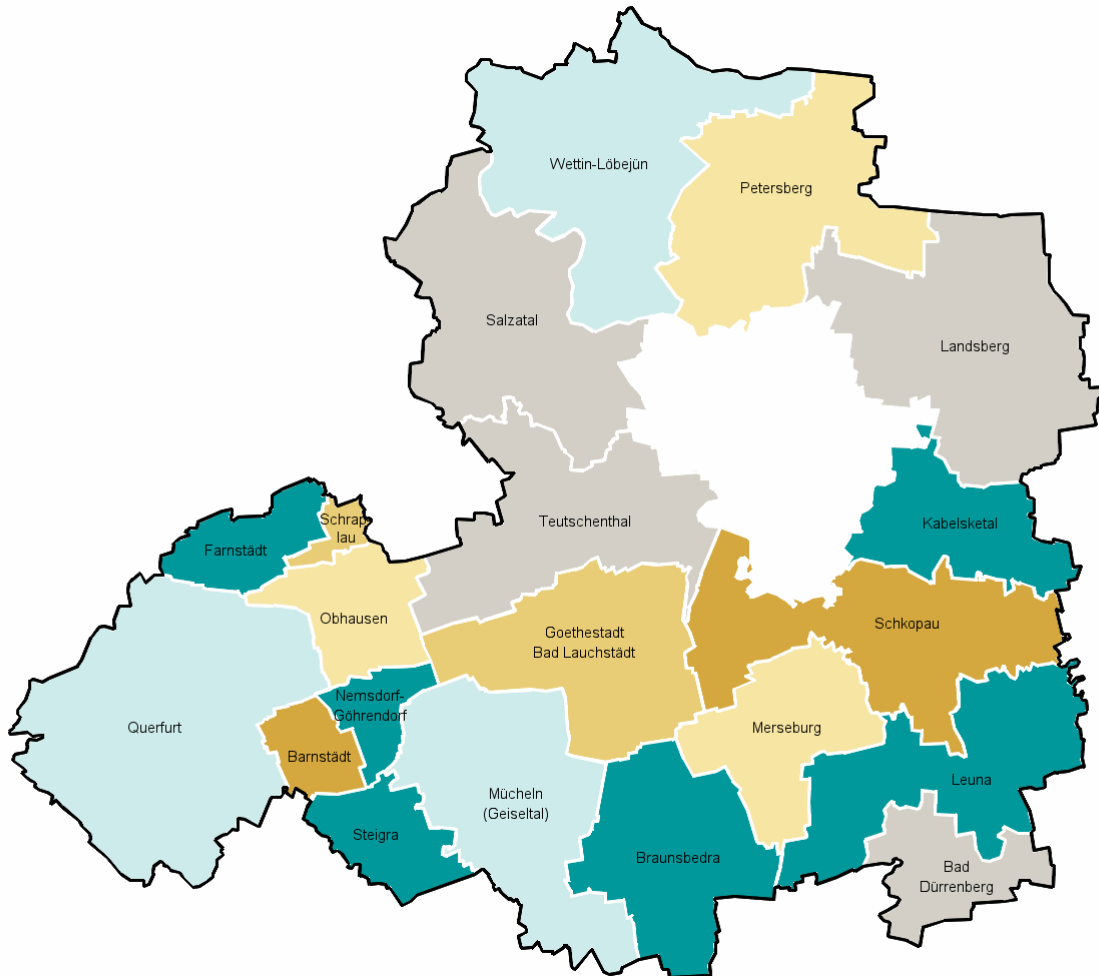 Wettin-Löbejün
Petersberg
Salzatal
Landsberg
Teutschenthal
Schrap-
lau
Farnstädt
Kabelsketal
Obhausen
Goethestadt
Bad Lauchstädt
Schkopau
Nemsdorf-
Göhrendorf
Querfurt
Merseburg
Barnstädt
Leuna
Mücheln
(Geiseltal)
Steigra
Braunsbedra
Bad
Dürrenberg